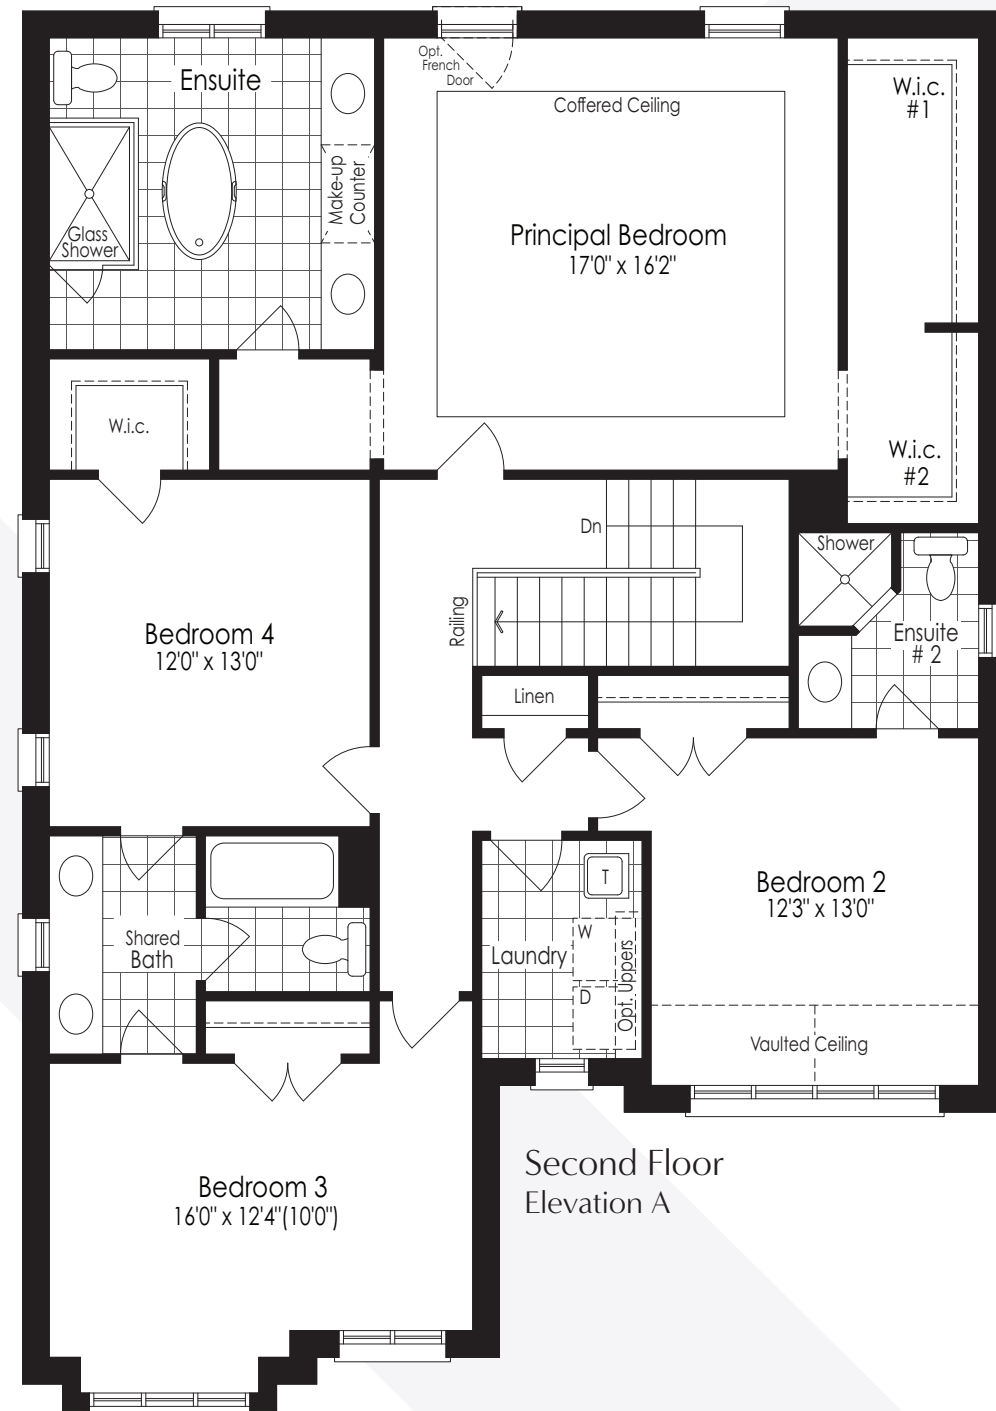 Opt.
French
Door
Ensuite
W.i.c.
#1
Coffered Ceiling
Make-up
Counter
Glass
Shower
Principal Bedroom
17'0" x 16'2"
W.i.c.
W.i.c.
#2
Dn
Shower
Railing
Ensuite
# 2
Bedroom 4
12'0" x 13'0"
Linen
T
Bedroom 2
12'3" x 13'0"
Shared
Bath
W
Laundry
Opt. Uppers
D
Vaulted Ceiling
Second Floor
Elevation A
Bedroom 3
16'0" x 12'4"(10'0")